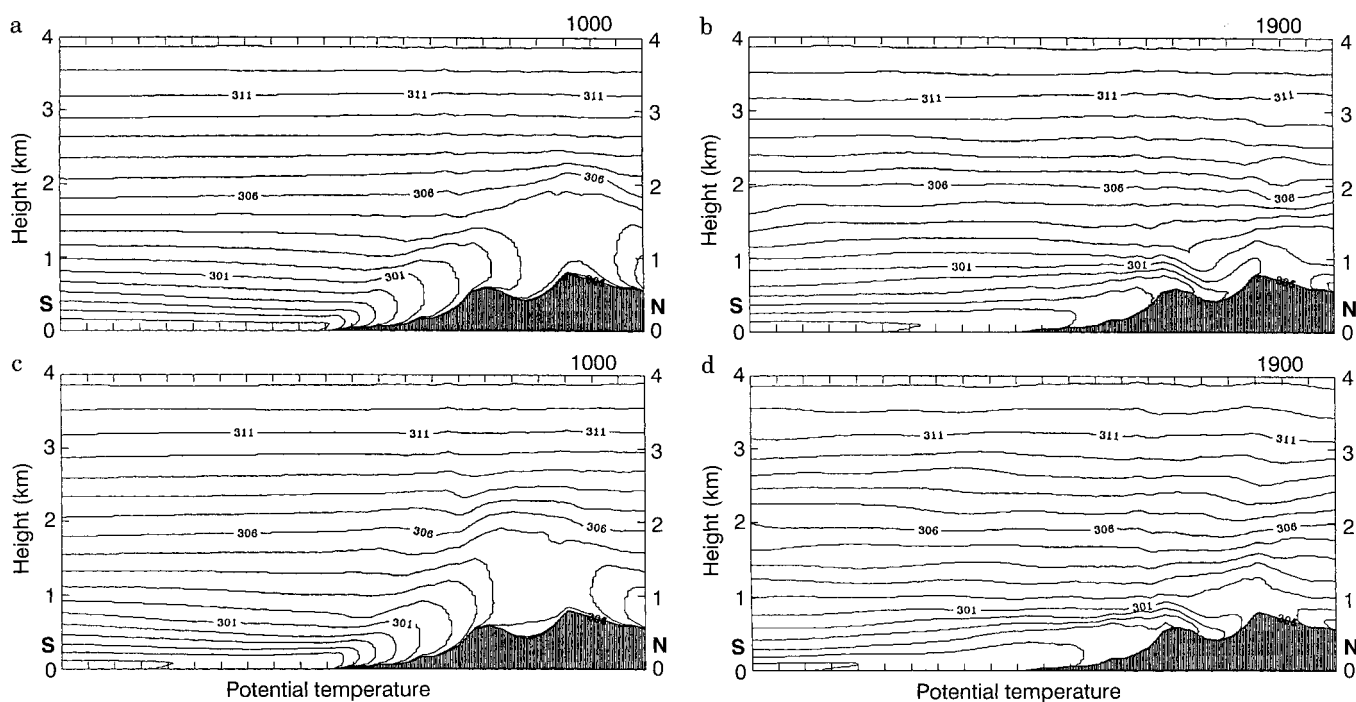 a 1000
4 4
3 311 311 3
Height (km)
2 306 306 2
1 301 301 1
S N
0 0
b 1900
4 4
3 311 311 311 3
Height (km)
2 306 306 2
1 301 301 1
S N
0 0
c 1000
4 4
3 311 311 311 3
Height (km)
2 306 306 306 2
1 301 301 1
S N
0 0
Potential temperature
d 1900
4 4
3 311 311 311 3
Height (km)
2 306 306 306 2
1 301 301 1
S N
0 0
Potential temperature